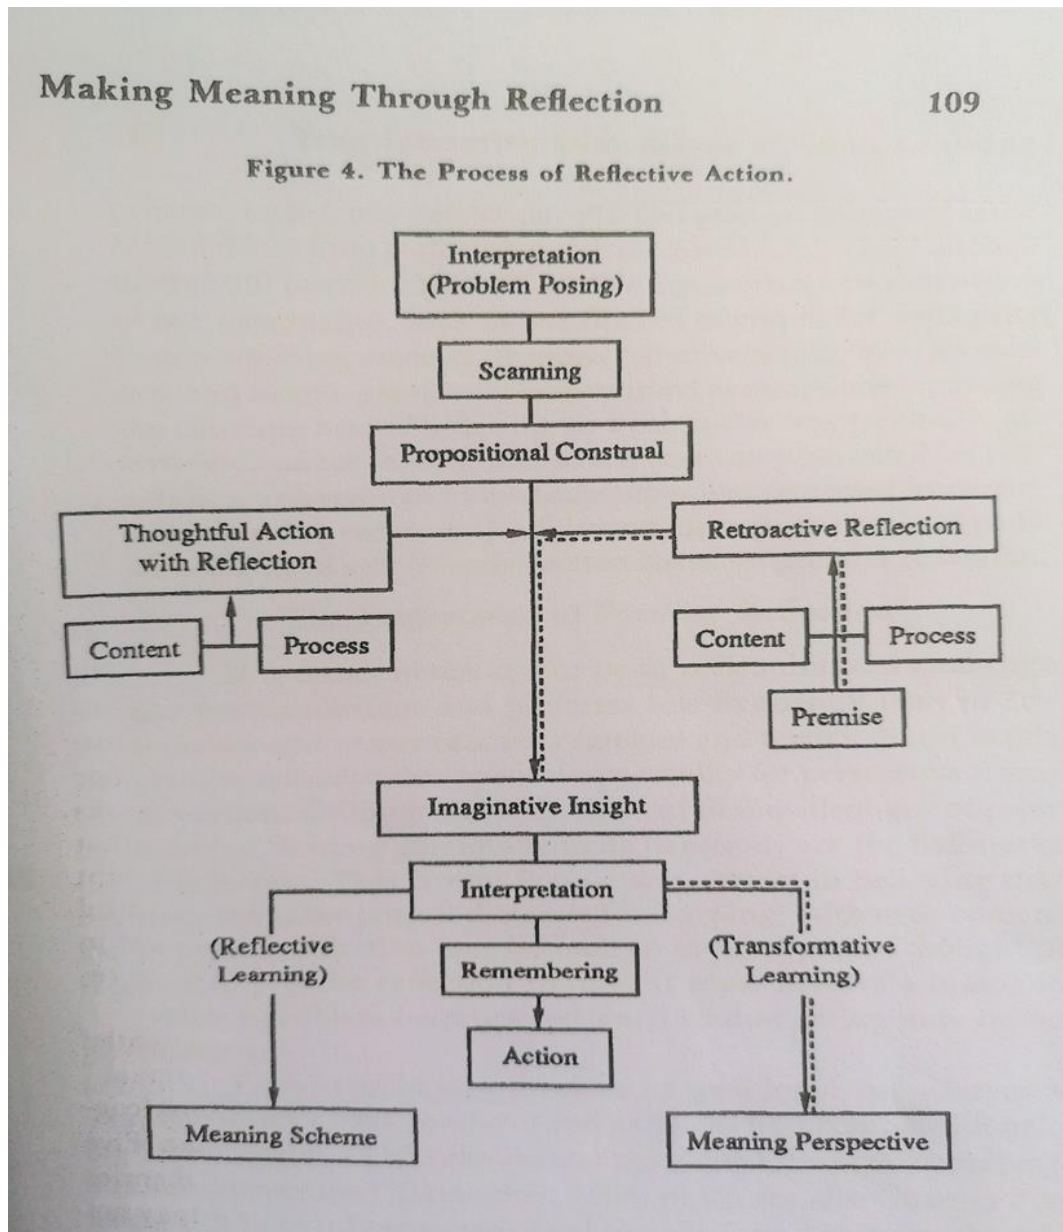 Making Meaning Through Reflection 109
Figure 4. The Process of Reflective Action.
Interpretation
(Problem Posing)
Scanning
Propositional Construal
Thoughtful Action
with Reflection
Retroactive Reflection
Content
Process
Content
Process
Premise
Imaginative Insight
Interpretation
(Reflective
Learning)
Remembering
(Transformative
Learning)
Action
Meaning Scheme
Meaning Perspective